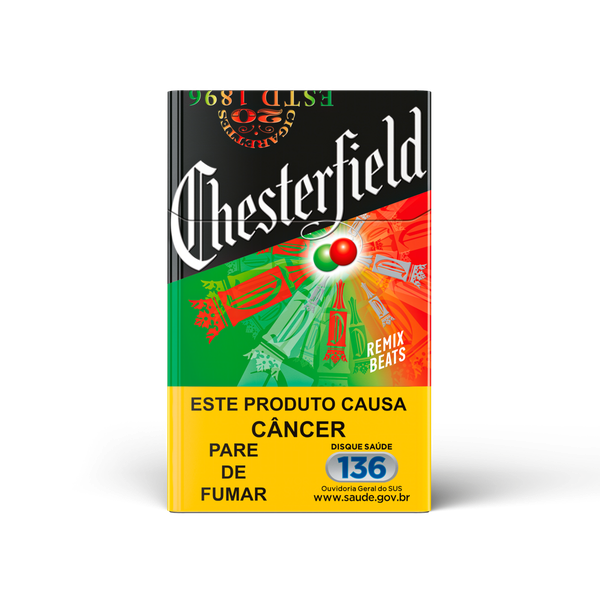 ESTD 1896
20
CIGARETTES
Chesterfield
REMIX
BEATS
ESTE PRODUTO CAUSA
CÂNCER
PARE
DE
FUMAR
DISQUE SAÚDE
136
Ouvidoria Geral do SUS
www.saude.gov.br